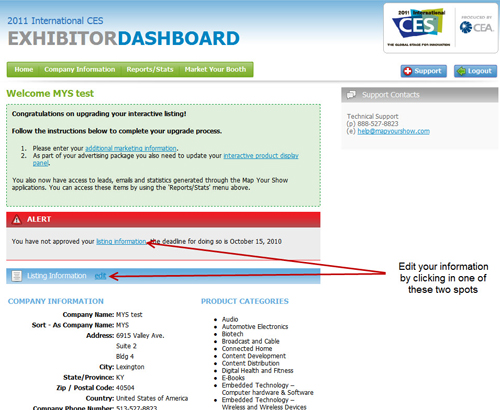 2011 International CES
EXHIBITORDASHBOARD
2011 International
CES
THE GLOBAL STAGE FOR INNOVATION
PRODUCED BY
CEA
Home Company Information Reports/Stats Market Your Booth
Support Logout
Welcome MYS test
Congratulations on upgrading your interactive listing!
Follow the instructions below to complete your upgrade process.
1. Please enter your additional marketing information.
2. As part of your advertising package you also need to update your interactive product display
panel.
You also now have access to leads, emails and statistics generated through the Map Your Show
applications. You can access these items by using the 'Reports/Stats' menu above.
Support Contacts
Technical Support
(p) 888-527-8823
(e) help@mapyourshow.com
ALERT
You have not approved your listing information, the deadline for doing so is October 15, 2010
Listing Information edit
Edit your information
by clicking in one of
these two spots
COMPANY INFORMATION
Company Name: MYS test
Sort - As Company Name: MYS
Address: 6915 Valley Ave.
Suite 2
Bldg 4
City: Lexington
State/Province: KY
Zip / Postal Code: 40504
Country: United States of America
Company Phone Number: 513-527-8823
PRODUCT CATEGORIES
Audio
Automotive Electronics
Biotech
Broadcast and Cable
Connected Home
Content Development
Content Distribution
Digital Health and Fitness
E-Books
Embedded Technology –
Computer hardware & Software
Embedded Technology –
Wireless and Wireless Devices